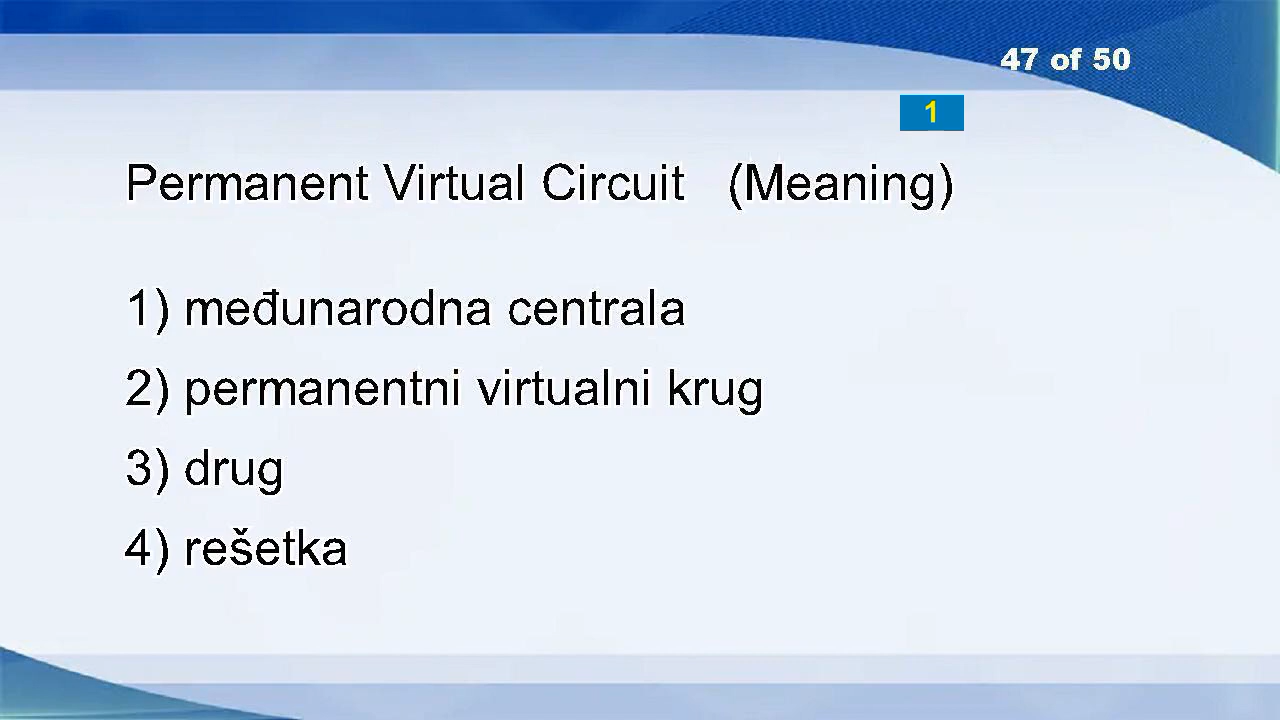 47 of 50
1
Permanent Virtual Circuit (Meaning)
1) međunarodna centrala
2) permanentni virtualni krug
3) drug
4) rešetka